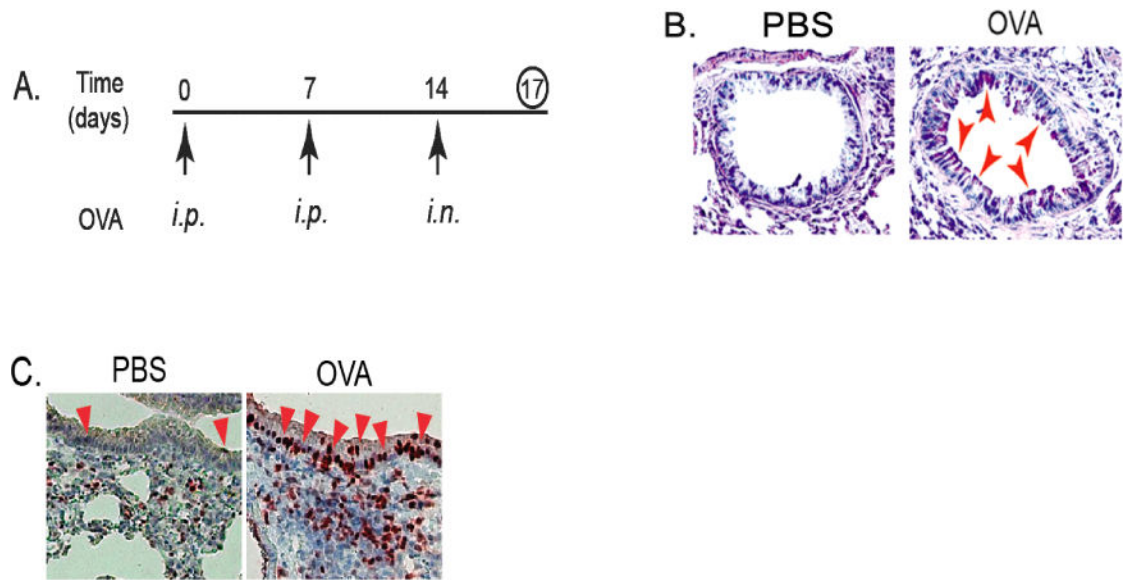 A.
Time (days) 0 7 14 17
OVA i.p. i.p. i.n.
B.
PBS OVA
C.
PBS OVA